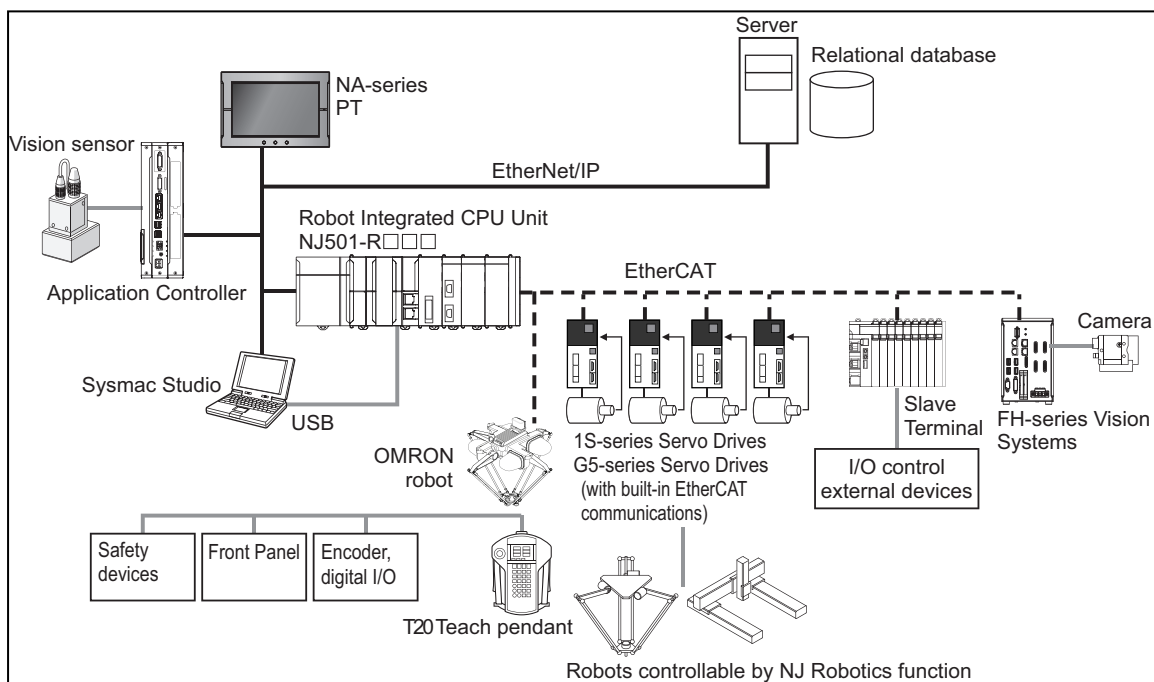 Server
Relational database
NA-series
PT
Vision sensor
EtherNet/IP
Robot Integrated CPU Unit
NJ501-R□□□
Application Controller
EtherCAT
Camera
Sysmac Studio
USB
Slave
Terminal
FH-series Vision
Systems
OMRON
robot
1S-series Servo Drives
G5-series Servo Drives
(with built-in EtherCAT
communications)
I/O control
external devices
Safety
devices
Front Panel
Encoder,
digital I/O
T20 Teach pendant
Robots controllable by NJ Robotics function